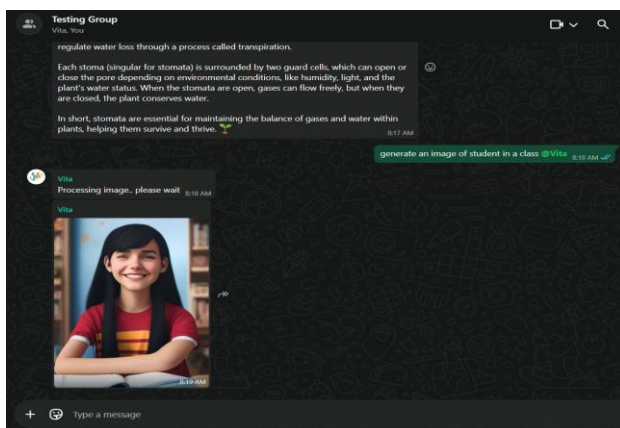 Testing Group
Vita, You
regulate water loss through a process called transpiration.
Each stoma (singular for stomata) is surrounded by two guard cells, which can open or
close the pore depending on environmental conditions, like humidity, light, and the
plant's water status. When the stomata are open, gases can flow freely, but when they
are closed, the plant conserves water.
In short, stomata are essential for maintaining the balance of gases and water within
plants, helping them survive and thrive. 🌱
8:17 AM
generate an image of student in a class @Vita 8:18 AM
Vita
Processing image.. please wait 8:18 AM
Vita
8:19 AM
Type a message